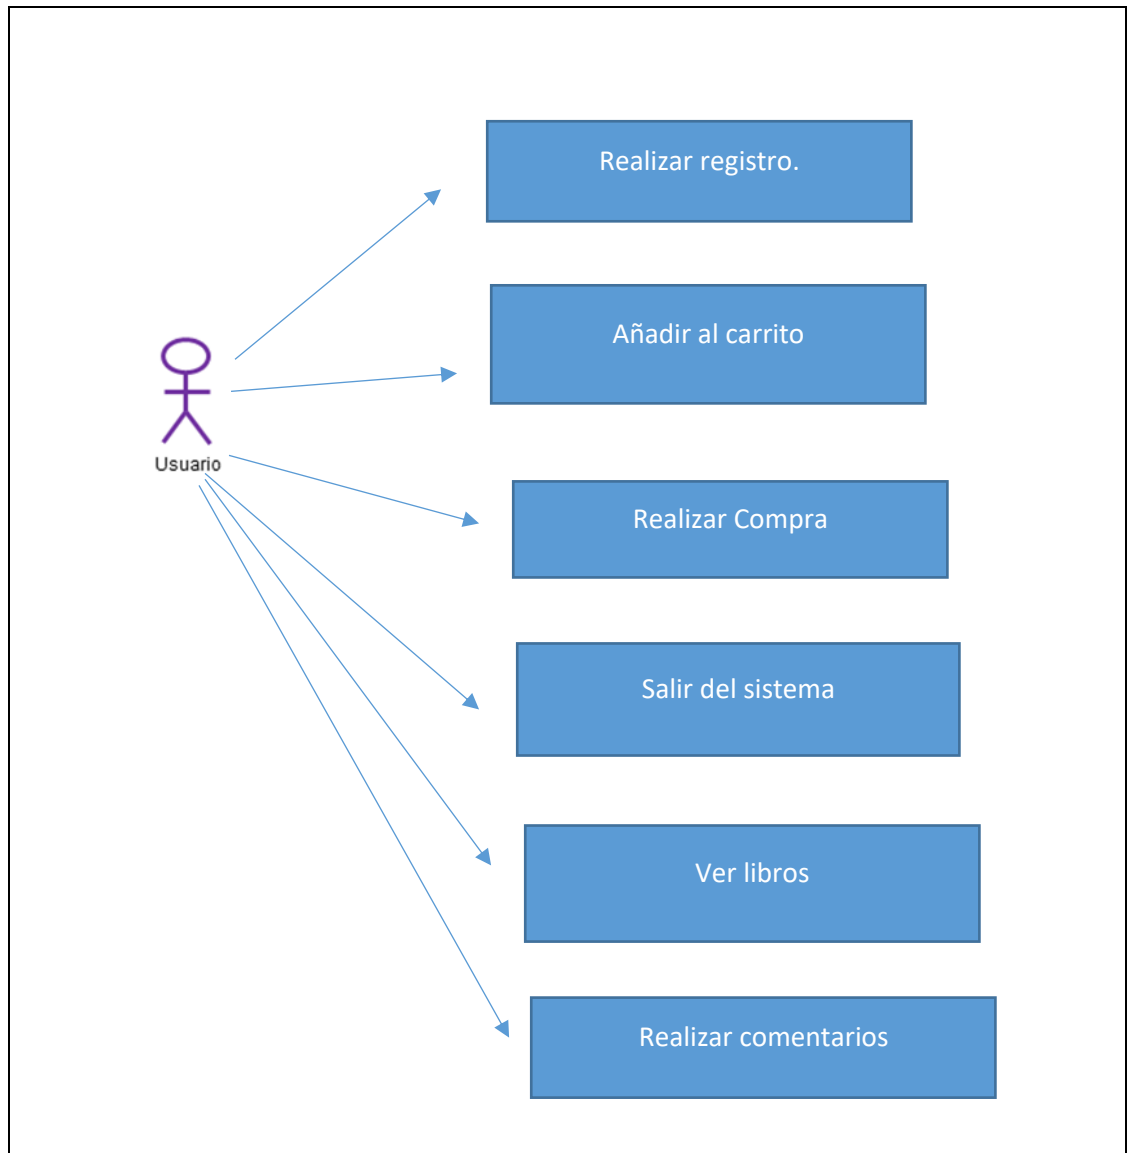 Realizar registro.
Añadir al carrito
Usuario
Realizar Compra
Salir del sistema
Ver libros
Realizar comentarios